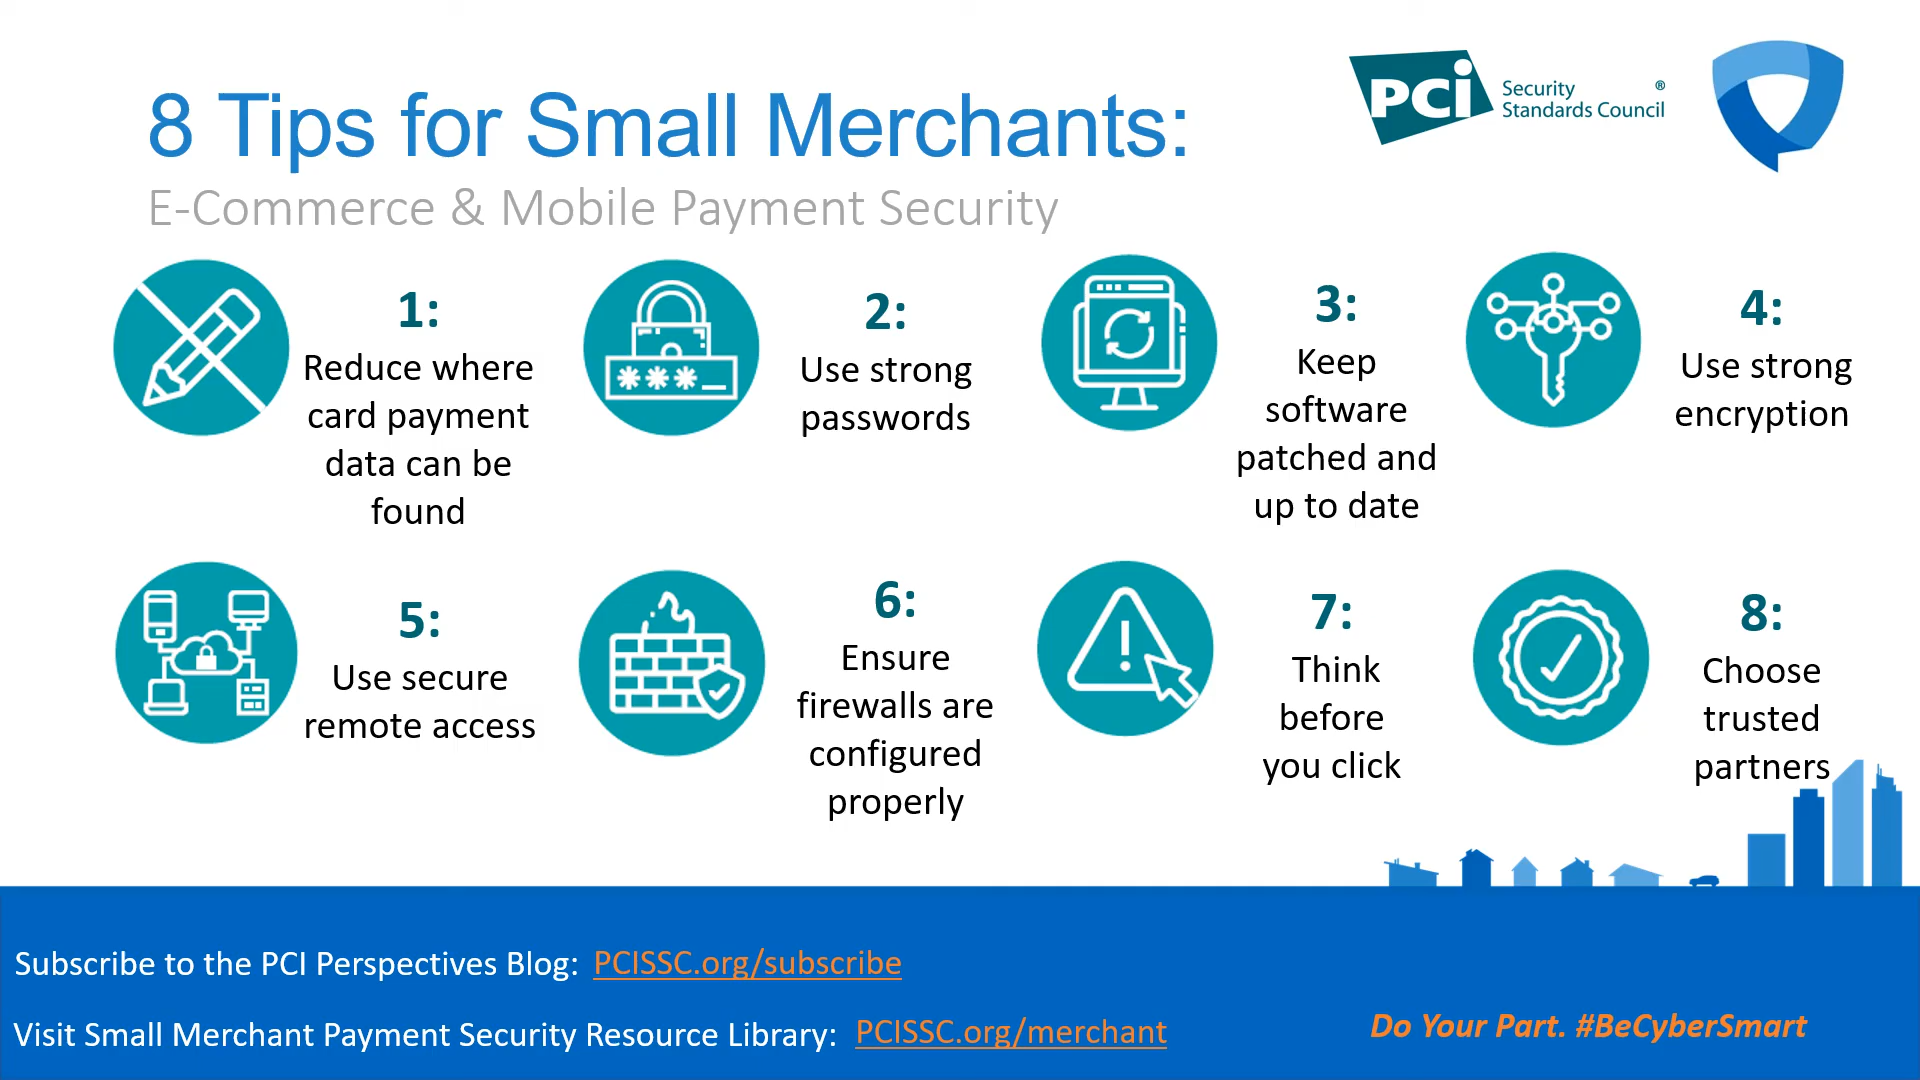 8 Tips for Small Merchants:
E-Commerce & Mobile Payment Security
PCi Security
Standards Council ®
1:
Reduce where
card payment
data can be
found
2:
Use strong
passwords
***_
3:
Keep
software
patched and
up to date
4:
Use strong
encryption
5:
Use secure
remote access
6:
Ensure
firewalls are
configured
properly
7:
Think
before
you click
8:
Choose
trusted
partners
Subscribe to the PCI Perspectives Blog: PCISSC.org/subscribe
Visit Small Merchant Payment Security Resource Library: PCISSC.org/merchant
Do Your Part. #BeCyberSmart